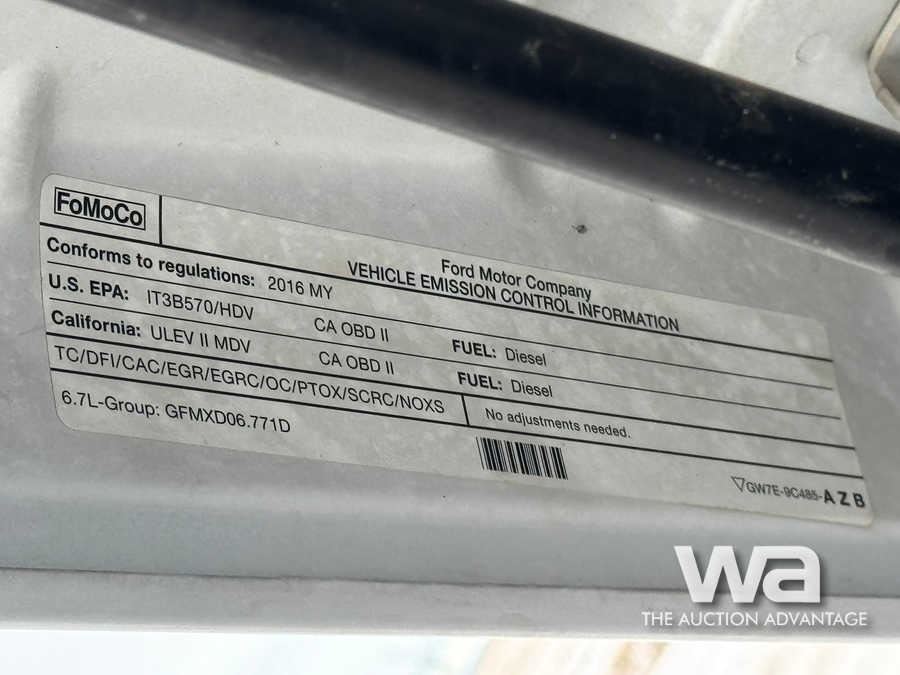 FoMoCo
Ford Motor Company
VEHICLE EMISSION CONTROL INFORMATION
Conforms to regulations: 2016 MY
U.S. EPA: IT3B570/HDV CA OBD II FUEL: Diesel
California: ULEV II MDV CA OBD II FUEL: Diesel
TC/DFI/CAC/EGR/EGRC/OC/PTOX/SCRC/NOXS No adjustments needed.
6.7L-Group: GFMXD06.771D
GW7E-9C485-AZB
wa
THE AUCTION ADVANTAGE